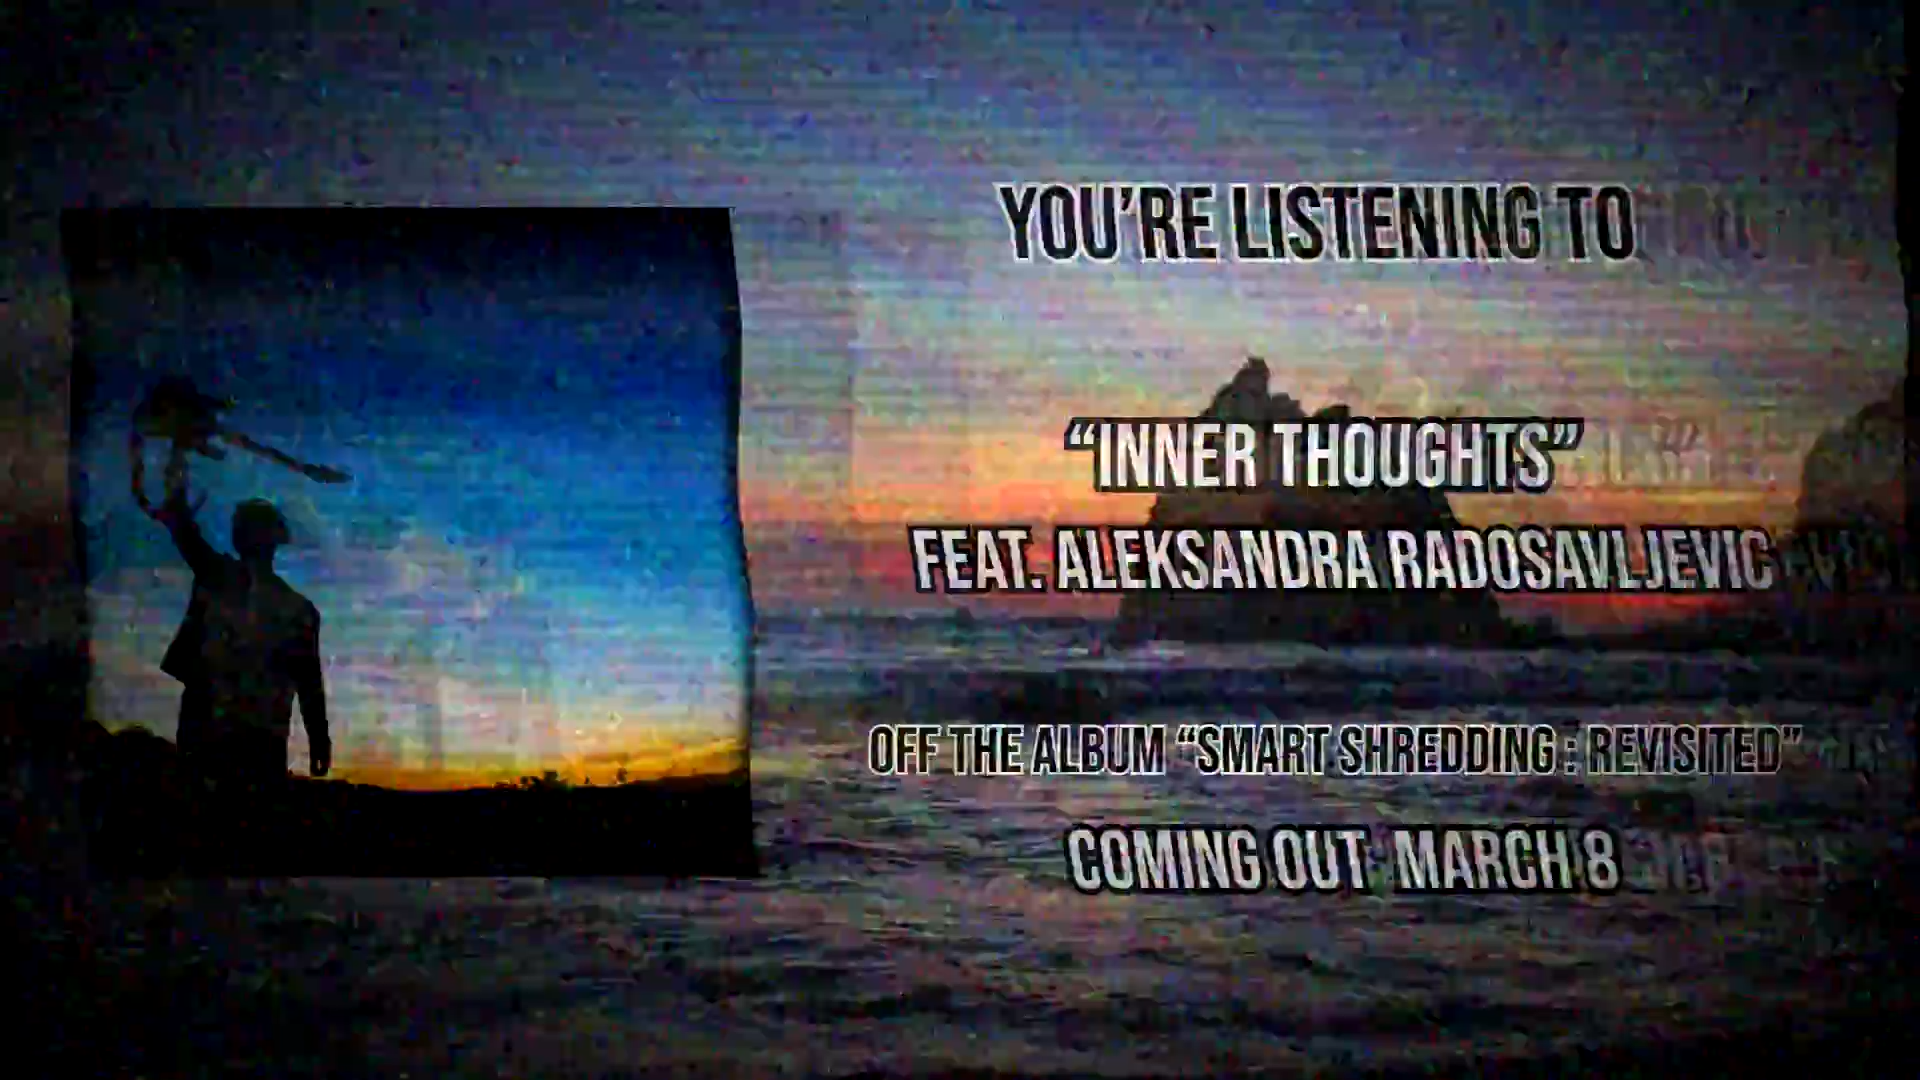 YOU'RE LISTENING TO
“INNER THOUGHTS”
FEAT. ALEKSANDRA RADOSAVLJEVIC
OFF THE ALBUM “SMART SHREDDING : REVISITED”
COMING OUT MARCH 8